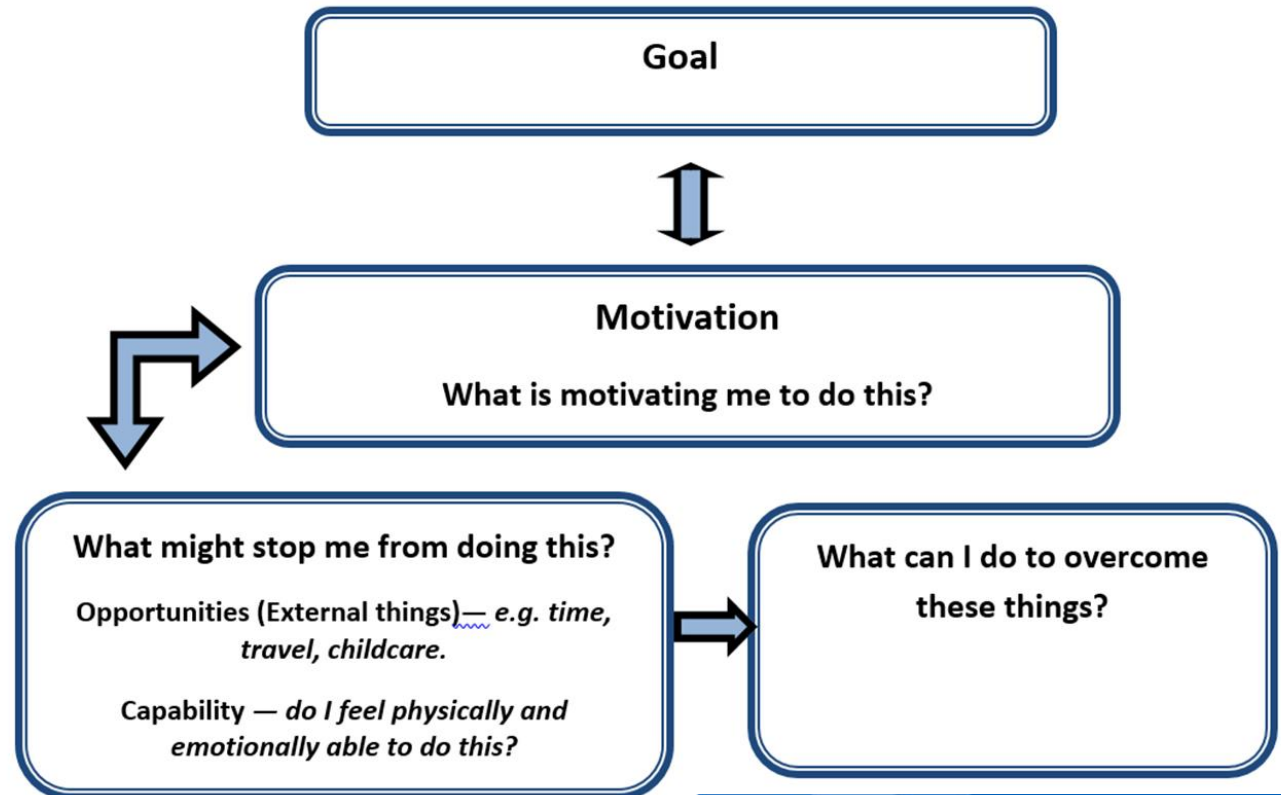 Goal
Motivation
What is motivating me to do this?
What might stop me from doing this?
Opportunities (External things)— e.g. time,
travel, childcare.
Capability — do I feel physically and
emotionally able to do this?
What can I do to overcome
these things?